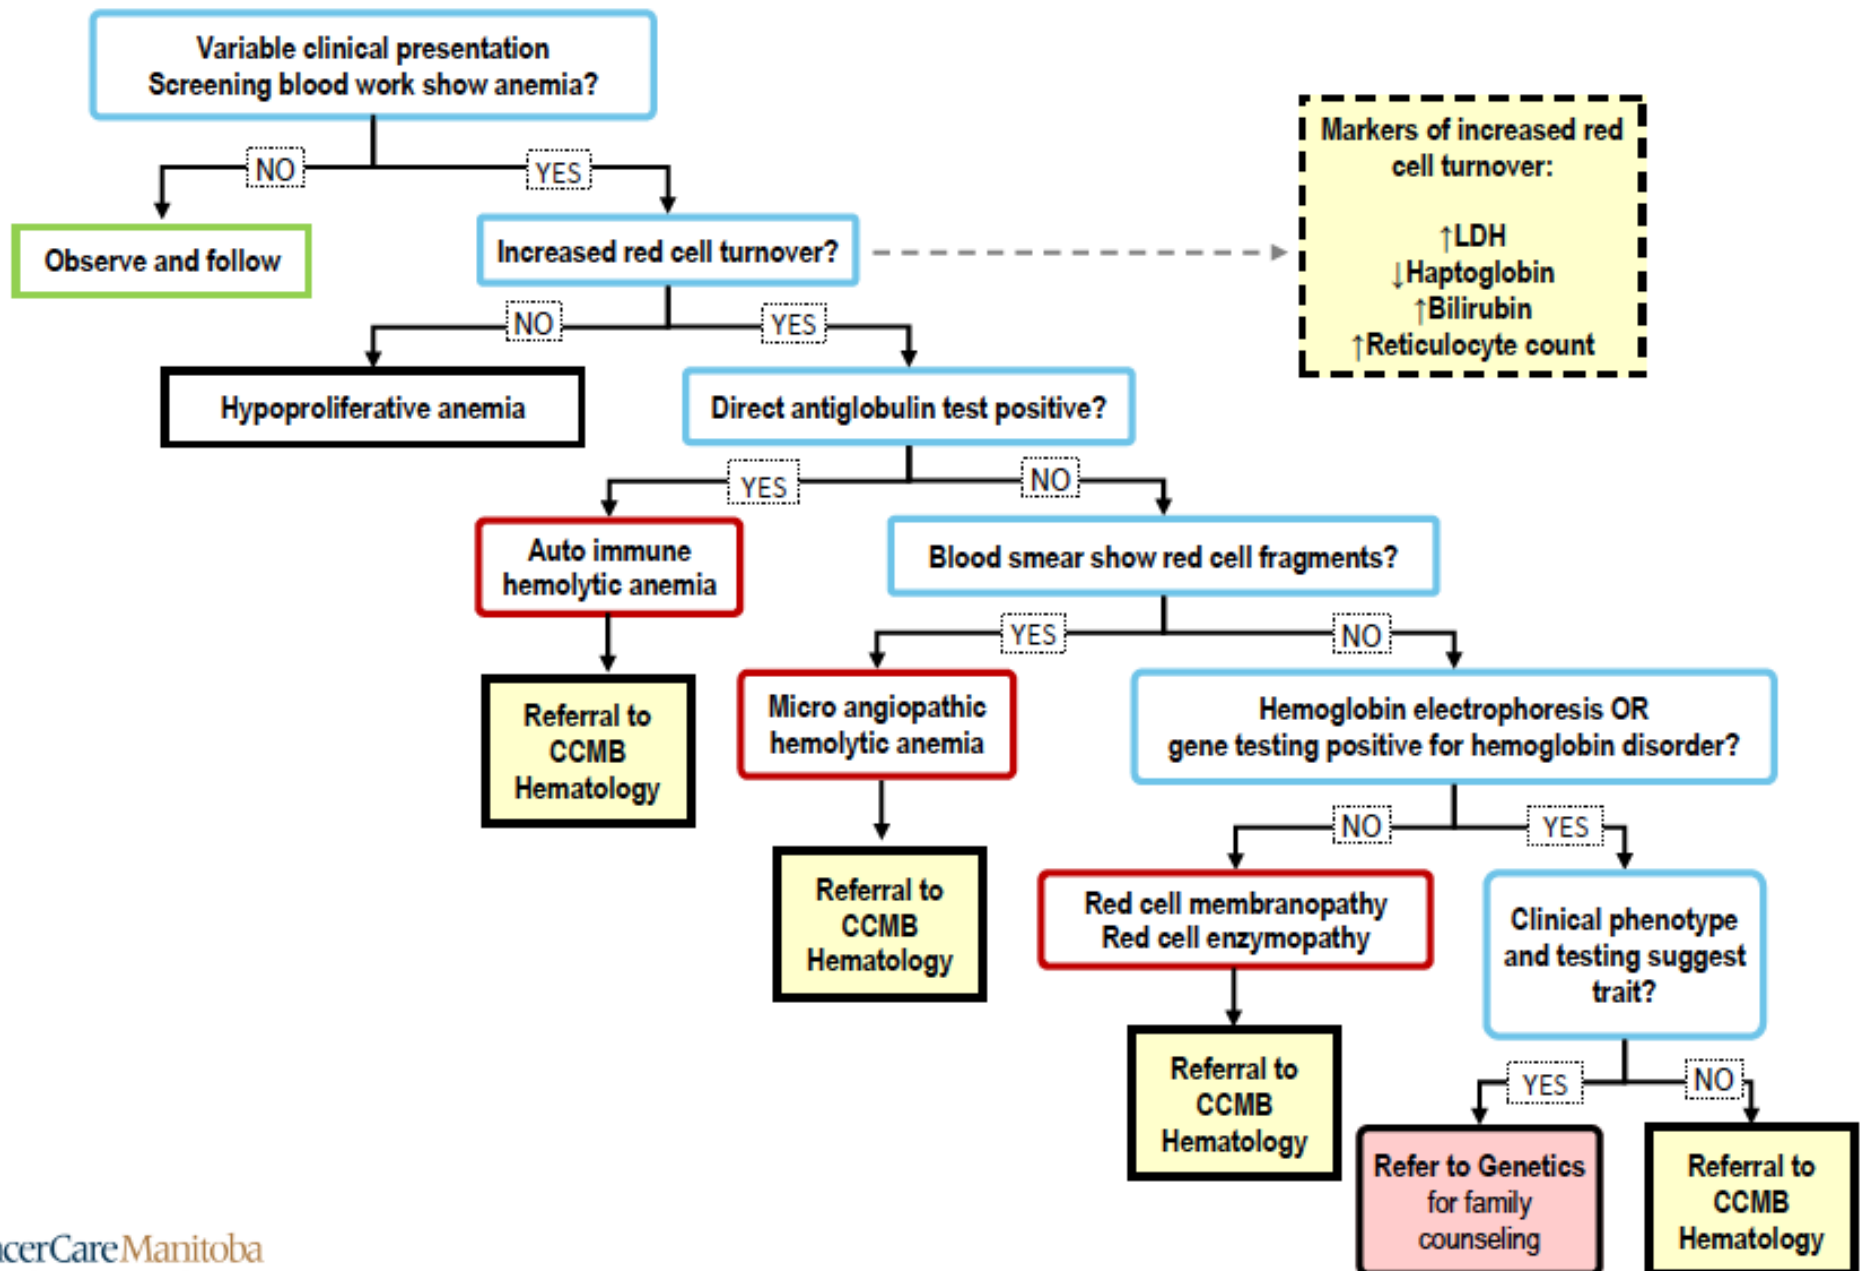 Variable clinical presentation
Screening blood work show anemia?
NO
YES
Markers of increased red
cell turnover:
↑LDH
↓Haptoglobin
↑Bilirubin
↑Reticulocyte count
Observe and follow
Increased red cell turnover?
NO
YES
Hypoproliferative anemia
Direct antiglobulin test positive?
YES
NO
Auto immune
hemolytic anemia
Blood smear show red cell fragments?
Referral to
CCMB
Hematology
YES
NO
Micro angiopathic
hemolytic anemia
Hemoglobin electrophoresis OR
gene testing positive for hemoglobin disorder?
Referral to
CCMB
Hematology
NO
YES
Red cell membranopathy
Red cell enzymopathy
Clinical phenotype
and testing suggest
trait?
Referral to
CCMB
Hematology
YES
NO
Refer to Genetics
for family
counseling
Referral to
CCMB
Hematology
ncerCareManitoba